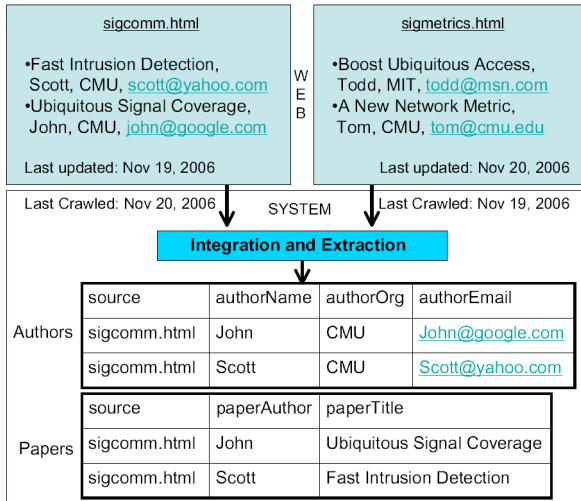 sigcomm.html
•Fast Intrusion Detection,
Scott, CMU, scott@yahoo.com
•Ubiquitous Signal Coverage,
John, CMU, john@google.com
Last updated: Nov 19, 2006
W
E
B
sigmetrics.html
•Boost Ubiquitous Access,
Todd, MIT, todd@msn.com
•A New Network Metric,
Tom, CMU, tom@cmu.edu
Last updated: Nov 20, 2006
Last Crawled: Nov 20, 2006
SYSTEM
Last Crawled: Nov 19, 2006
Integration and Extraction
Authors
source authorName authorOrg authorEmail
sigcomm.html John CMU John@google.com
sigcomm.html Scott CMU Scott@yahoo.com
Papers
source paperAuthor paperTitle
sigcomm.html John Ubiquitous Signal Coverage
sigcomm.html Scott Fast Intrusion Detection